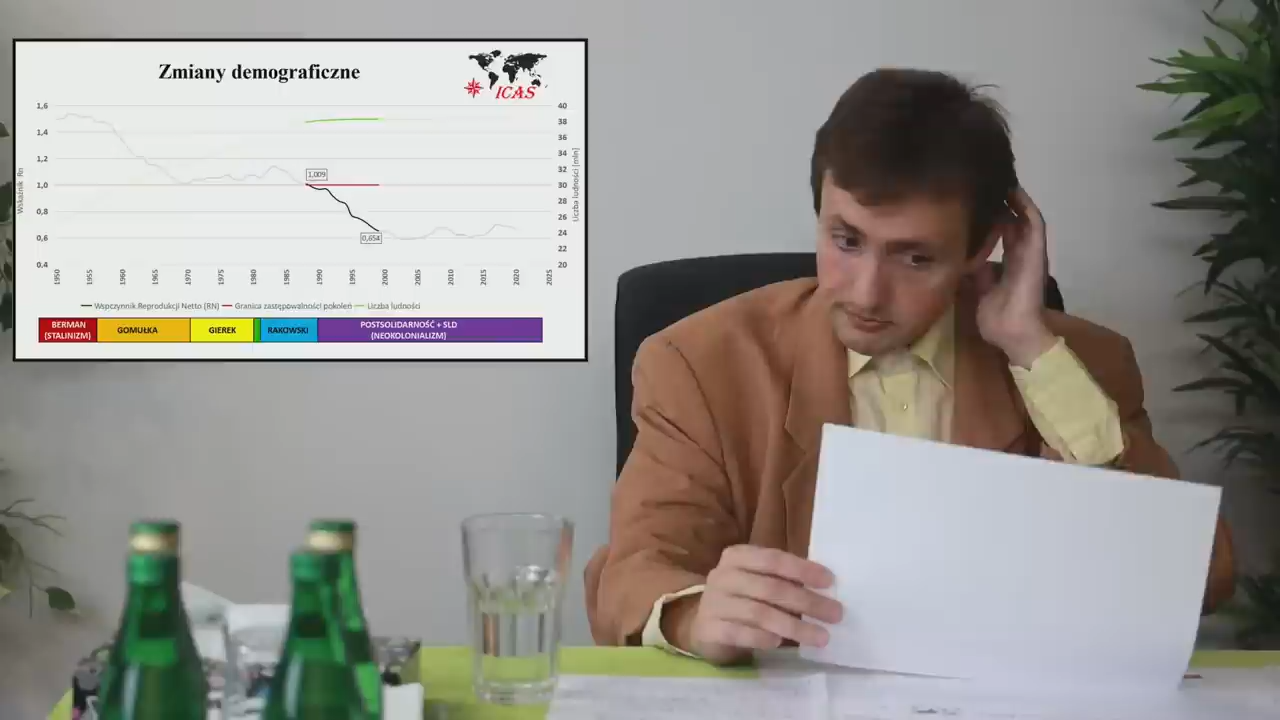 Zmiany demograficzne
ICAS
1,6
1,4
1,2
1,0
0,8
0,6
0,4
Wskaźnik Rn
40
38
36
34
32
30
28
26
24
22
20
Liczba ludności [mln]
1,009
0,654
1950 1955 1960 1965 1970 1975 1980 1985 1990 1995 2000 2005 2010 2015 2020 2025
Współczynnik Reprodukcji Netto (RN) Granica zastępowalności pokoleń Liczba ludności
BERMAN (STALINIZM)
GOMUŁKA
GIEREK
RAKOWSKI
POSTSOLIDARNOŚĆ + SLD
(NEOKOLONIALIZM)